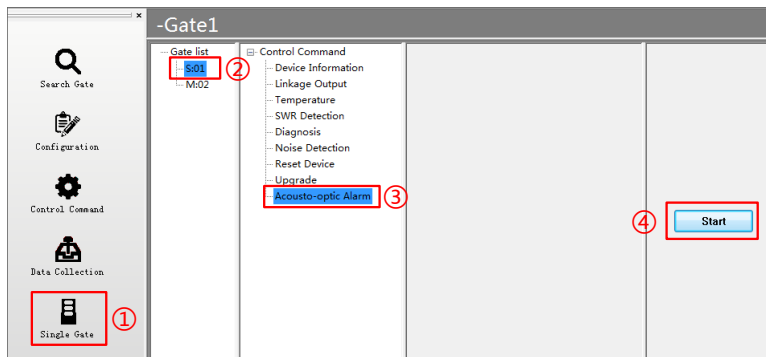 -Gate1
Search Gate
Configuration
Control Command
Data Collection
Single Gate
①
Gate list
S:01
②
M:02
Control Command
Device Information
Linkage Output
Temperature
SWR Detection
Diagnosis
Noise Detection
Reset Device
Upgrade
Acousto-optic Alarm
③
④
Start